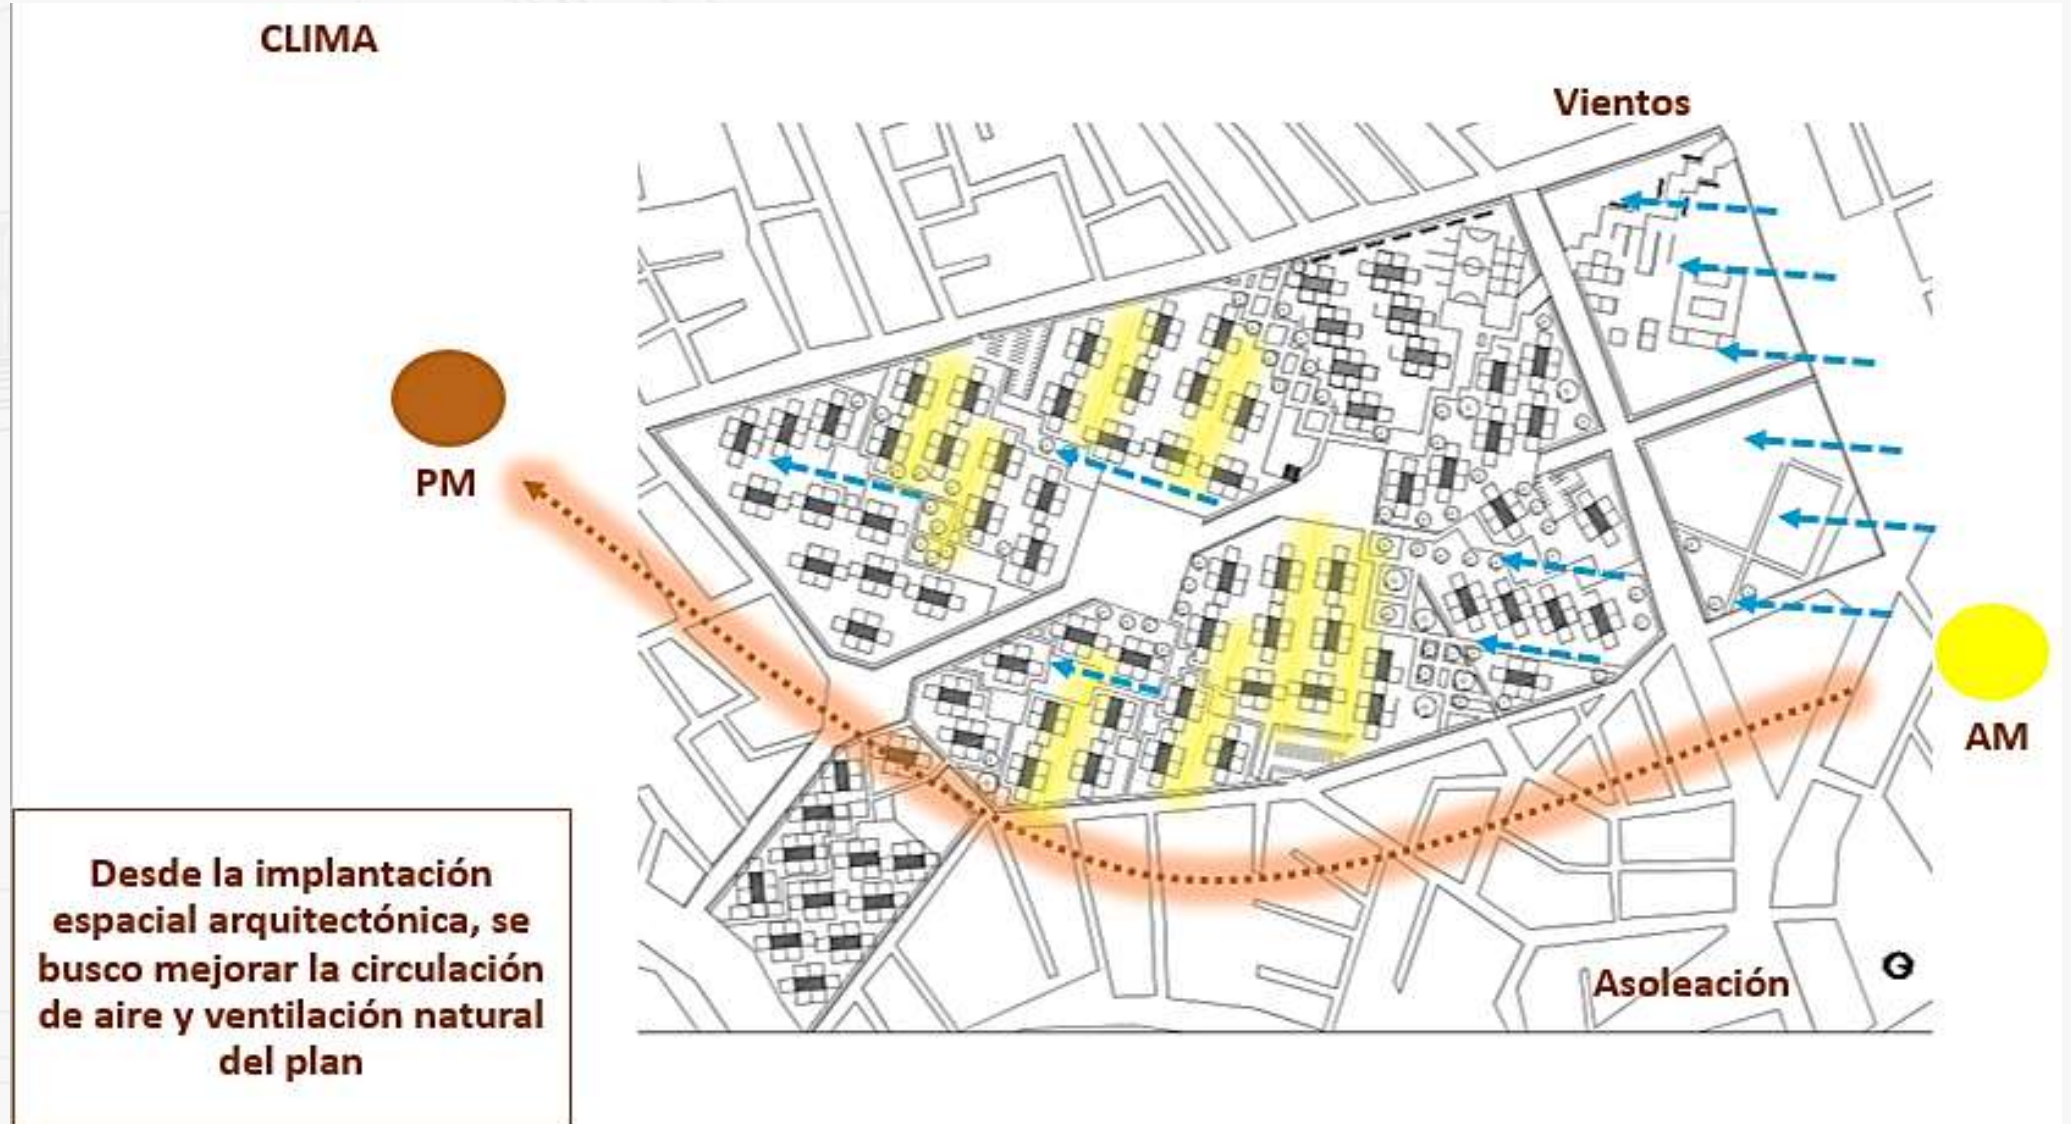 CLIMA
Vientos
PM
AM
Desde la implantación
espacial arquitectónica, se
busco mejorar la circulación
de aire y ventilación natural
del plan
Asoleación